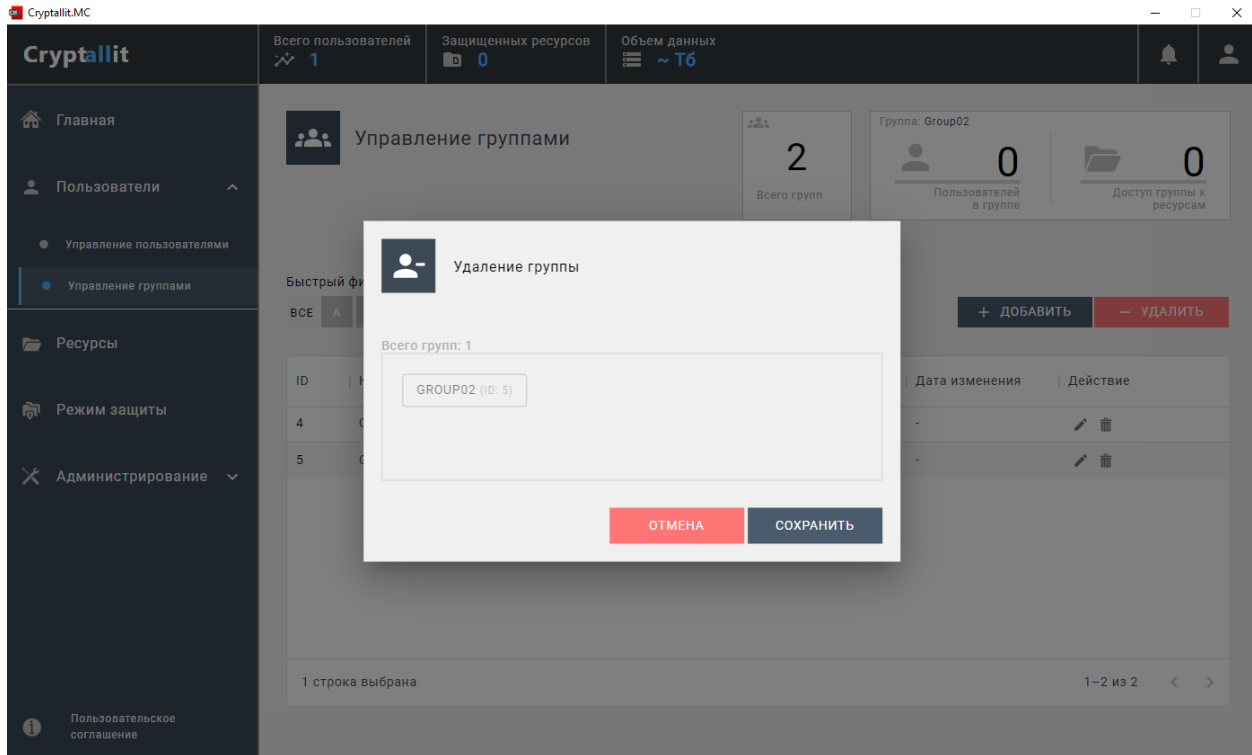 Cryptallit.MC
Cryptallit
Всего пользователей
1
Защищенных ресурсов
0
Объем данных
~ Тб
Главная
Пользователи
Управление пользователями
Управление группами
Ресурсы
Режим защиты
Администрирование
Пользовательское
соглашение
Управление группами
2
Всего групп
Группа: Group02
0
Пользователей
в группе
0
Доступ группы к
ресурсам
Быстрый
ВСЕ A
+ ДОБАВИТЬ
− УДАЛИТЬ
ID
Дата изменения
Действие
4
-
5
-
Удаление группы
Всего групп: 1
GROUP02 (ID: 5)
ОТМЕНА
СОХРАНИТЬ
1 строка выбрана
1–2 из 2